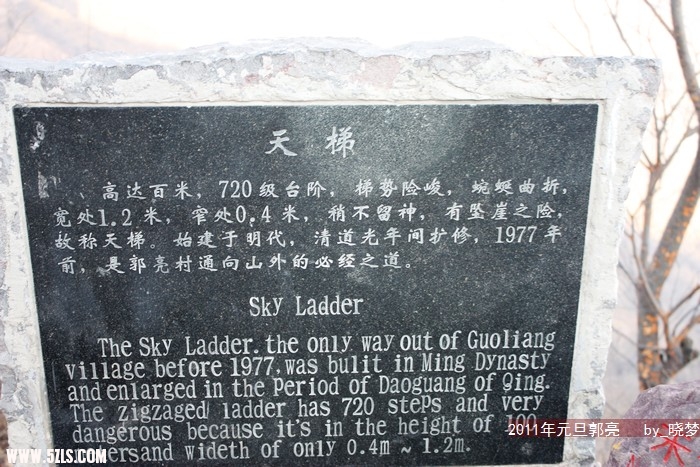 天梯
高达百米，720级台阶，梯势险峻，蜿蜒曲折，
宽处1.2米，窄处0.4米，稍不留神，有坠崖之险，
故称天梯。始建于明代，清道光年间扩修，1977年
前，是郭亮村通向山外的必经之道。
Sky Ladder
The Sky Ladder. the only way out of Guoliang
village before 1977, was bulit in Ming Dynasty
and enlarged in the Period of Daoguang of Qing.
The zigzaged ladder has 720 steps and very
dangerous because it's in the height of 100
wideth of only 0.4m ~ 1.2m.
2011年元旦郭亮 by 晓梦
www.5ZLS.COM